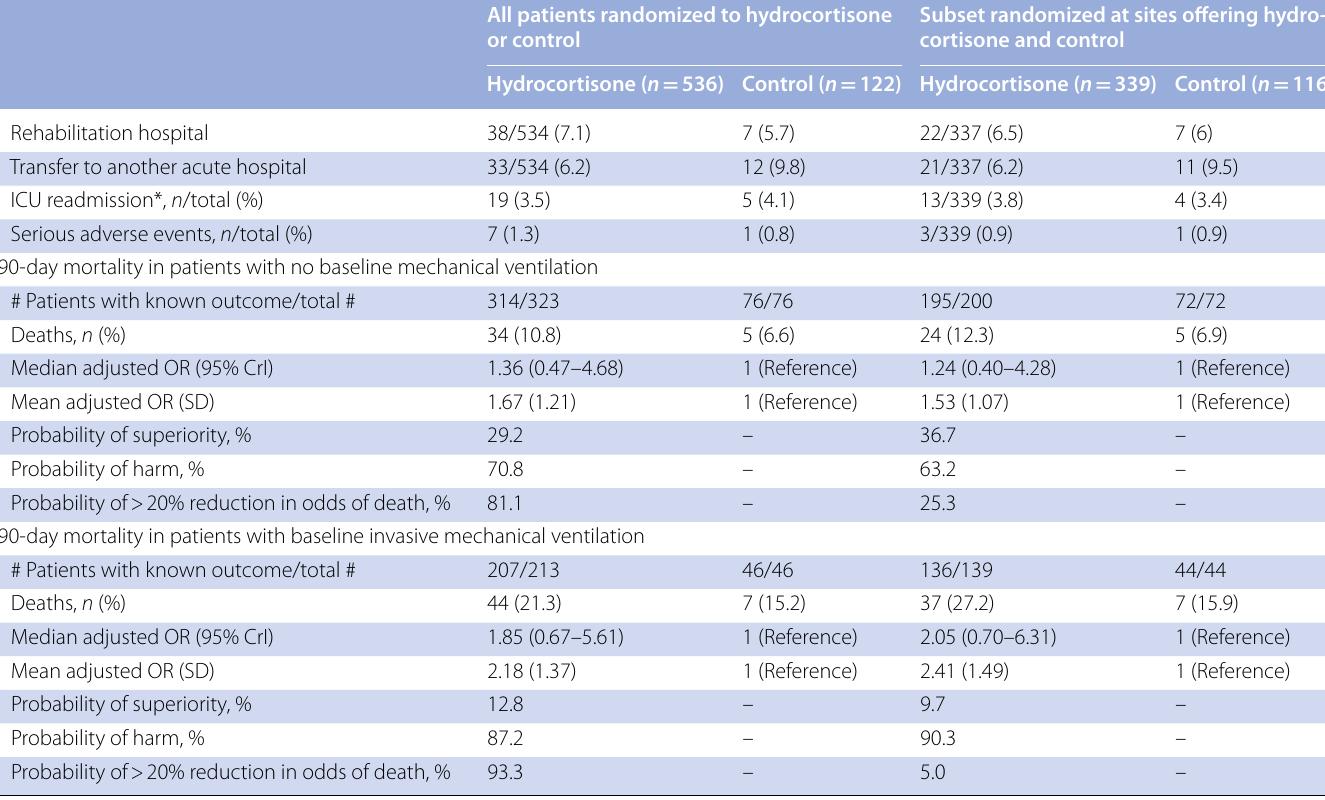 All patients randomized to hydrocortisone or control
Subset randomized at sites offering hydro-
cortisone and control
Hydrocortisone (n = 536) Control (n = 122) Hydrocortisone (n = 339) Control (n = 116
Rehabilitation hospital 38/534 (7.1) 7 (5.7) 22/337 (6.5) 7 (6)
Transfer to another acute hospital 33/534 (6.2) 12 (9.8) 21/337 (6.2) 11 (9.5)
ICU readmission*, n/total (%) 19 (3.5) 5 (4.1) 13/339 (3.8) 4 (3.4)
Serious adverse events, n/total (%) 7 (1.3) 1 (0.8) 3/339 (0.9) 1 (0.9)
90-day mortality in patients with no baseline mechanical ventilation
# Patients with known outcome/total # 314/323 76/76 195/200 72/72
Deaths, n (%) 34 (10.8) 5 (6.6) 24 (12.3) 5 (6.9)
Median adjusted OR (95% CrI) 1.36 (0.47–4.68) 1 (Reference) 1.24 (0.40–4.28) 1 (Reference)
Mean adjusted OR (SD) 1.67 (1.21) 1 (Reference) 1.53 (1.07) 1 (Reference)
Probability of superiority, % 29.2 – 36.7 –
Probability of harm, % 70.8 – 63.2 –
Probability of > 20% reduction in odds of death, % 81.1 – 25.3 –
90-day mortality in patients with baseline invasive mechanical ventilation
# Patients with known outcome/total # 207/213 46/46 136/139 44/44
Deaths, n (%) 44 (21.3) 7 (15.2) 37 (27.2) 7 (15.9)
Median adjusted OR (95% CrI) 1.85 (0.67–5.61) 1 (Reference) 2.05 (0.70–6.31) 1 (Reference)
Mean adjusted OR (SD) 2.18 (1.37) 1 (Reference) 2.41 (1.49) 1 (Reference)
Probability of superiority, % 12.8 – 9.7 –
Probability of harm, % 87.2 – 90.3 –
Probability of > 20% reduction in odds of death, % 93.3 – 5.0 –